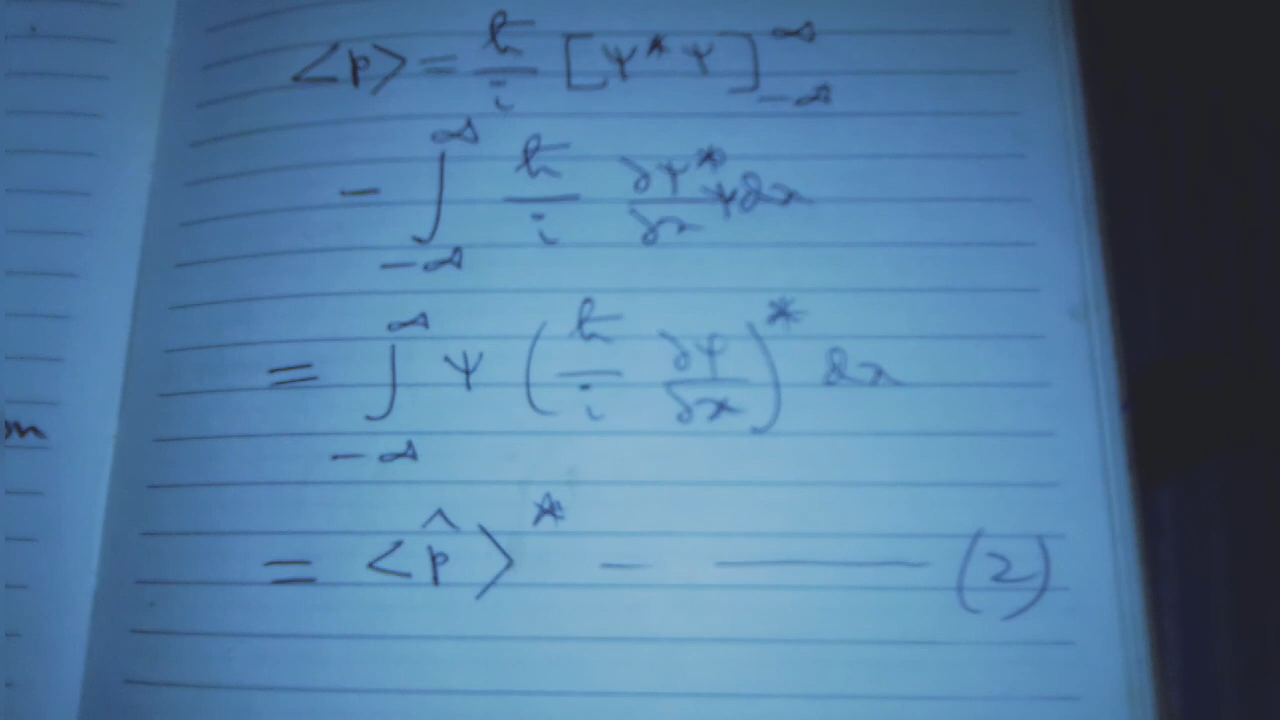 <p> = ℏ/i [Ψ* Ψ]_{-∞}^{∞}
- ∫_{-∞}^{∞} ℏ/i ∂Ψ*/∂x Ψ dx
= ∫_{-∞}^{∞} Ψ (ℏ/i ∂Ψ/∂x)* dx
= <p̂>* — —— (2)